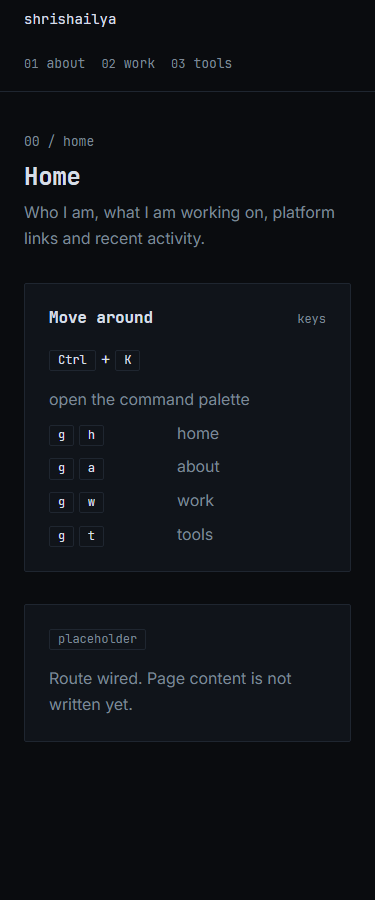 shrishailya
01 about 02 work 03 tools
00 / home
Home
Who I am, what I am working on, platform
links and recent activity.
Move around keys
Ctrl + K
open the command palette
g h home
g a about
g w work
g t tools
placeholder
Route wired. Page content is not
written yet.